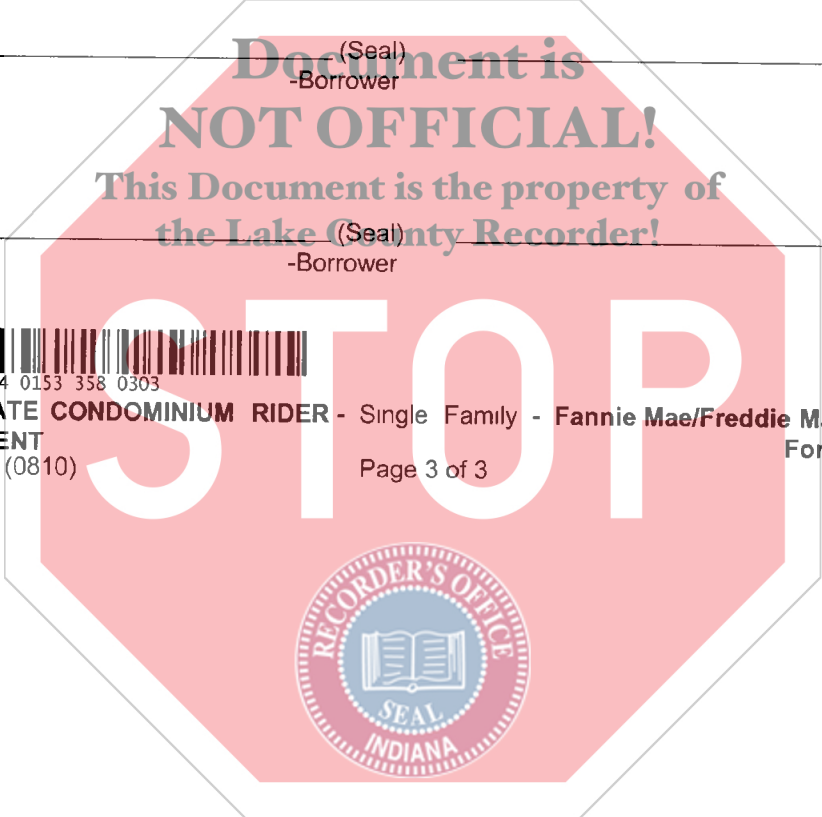 (Seal)
Document is
-Borrower
NOT OFFICIAL!
This Document is the property of
(Seal)
the Lake County Recorder!
-Borrower
4 0153 358 0303
ATE CONDOMINIUM RIDER - Single Family - Fannie Mae/Freddie M
ENT
For
(0810)
Page 3 of 3
STOP
RECORDER'S OFFICE
SEAL
INDIANA